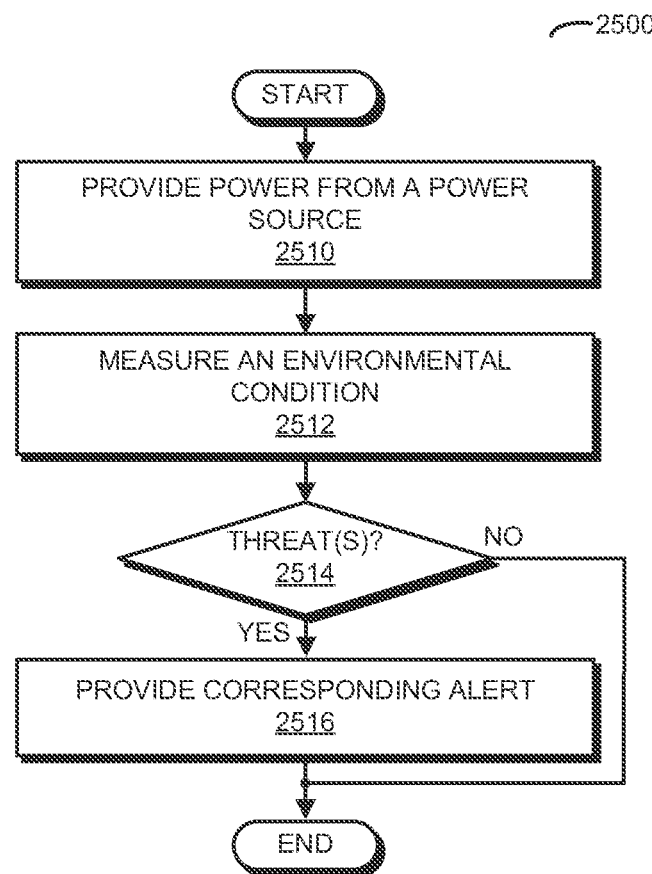 2500
START
PROVIDE POWER FROM A POWER
SOURCE
2510
MEASURE AN ENVIRONMENTAL
CONDITION
2512
THREAT(S)?
2514
NO
YES
PROVIDE CORRESPONDING ALERT
2516
END